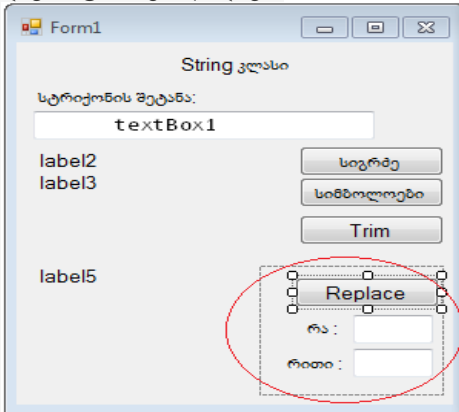 Form1
String კლასი
სტრიქონის შეტანა:
textBox1
label2
სიგრძე
label3
სიმბოლოები
Trim
label5
Replace
რა :
რითი :